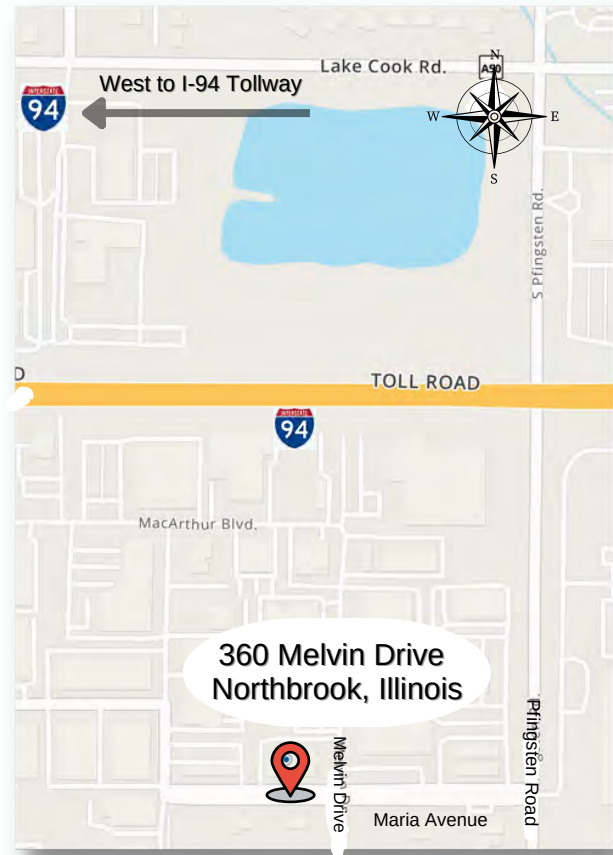 Lake Cook Rd.
A50
N
West to I-94 Tollway
INTERSTATE
94
W
E
S
S Pfingsten Rd.
D
TOLL ROAD
INTERSTATE
94
MacArthur Blvd.
360 Melvin Drive
Northbrook, Illinois
Pfingsten Road
Melvin Drive
Maria Avenue